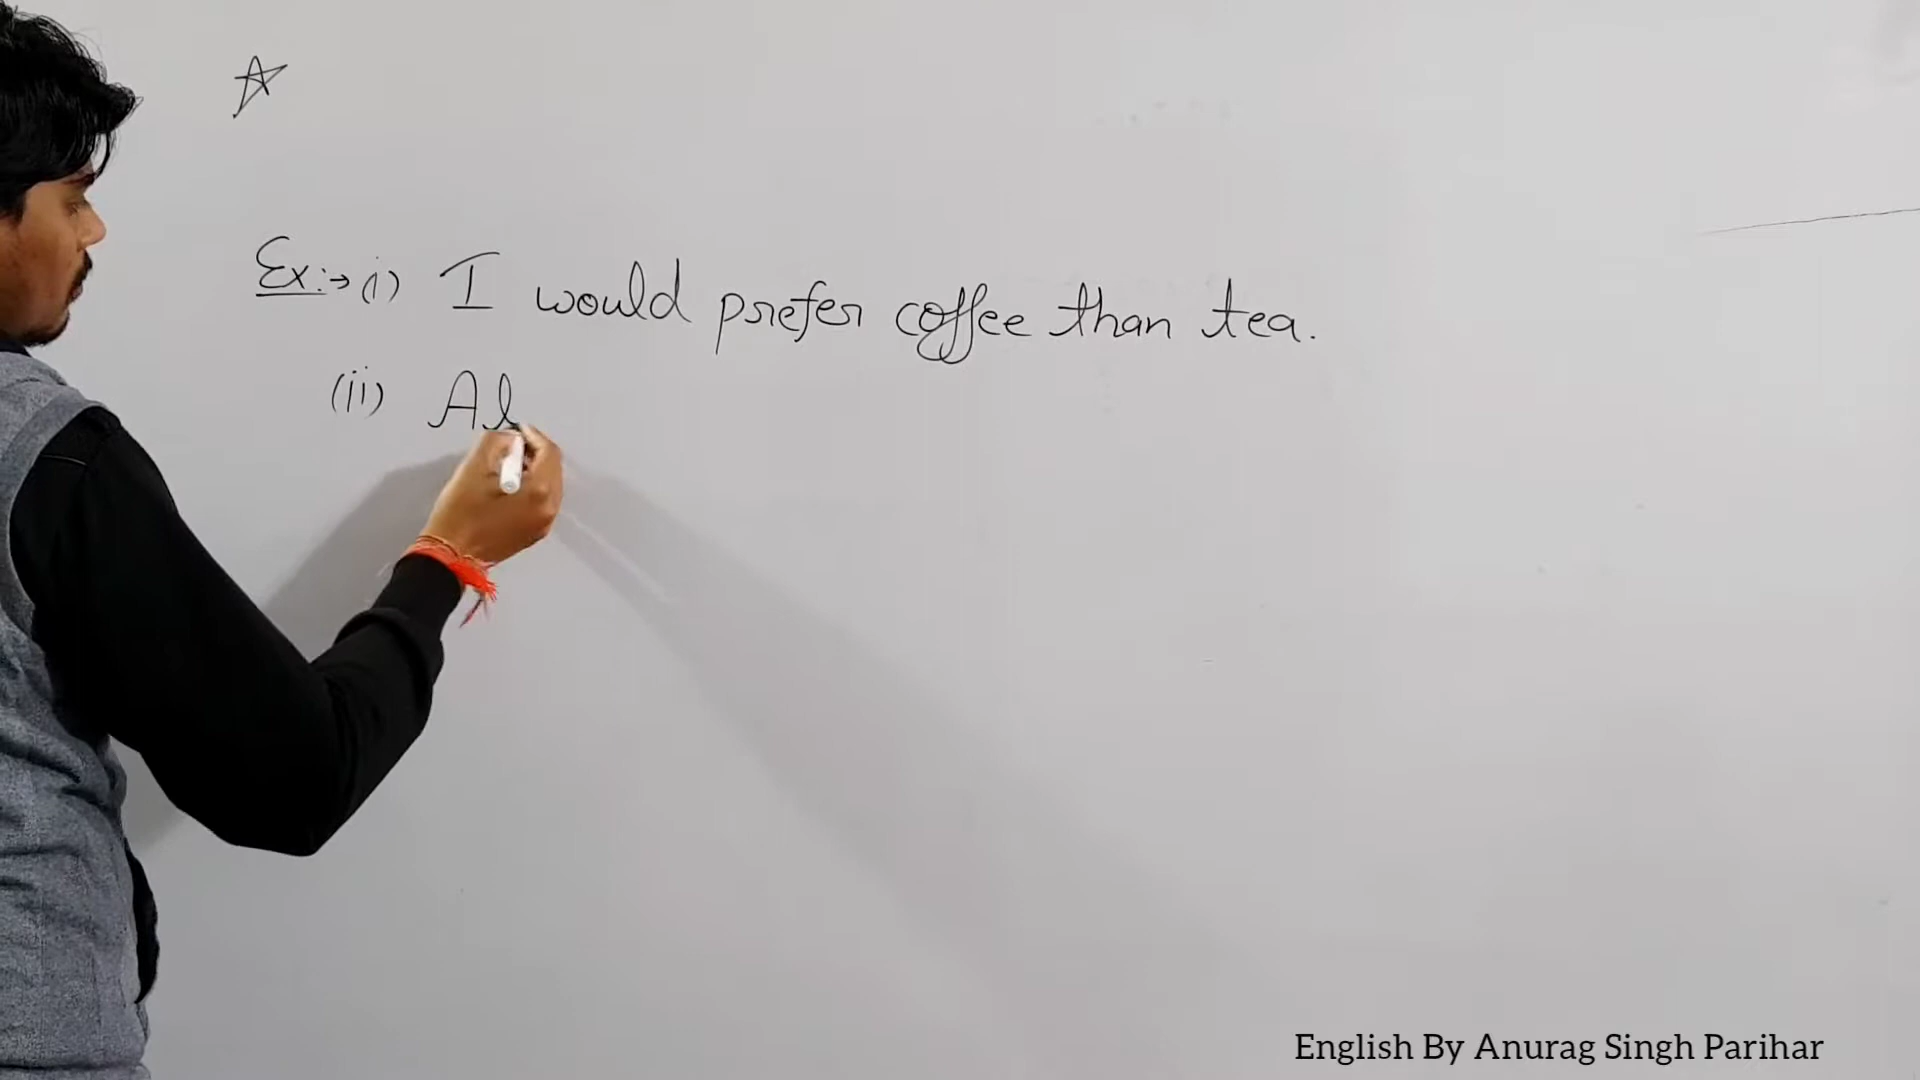 Ex:→(i) I would prefer coffee than tea.
(ii) Al
English By Anurag Singh Parihar